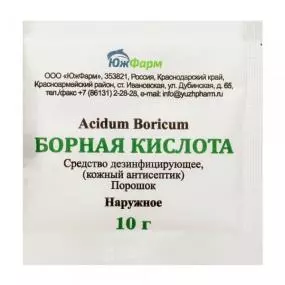 ЮжФарм
ООО «ЮжФарм», 353821, Россия, Краснодарский край,
Красноармейский район, ст. Ивановская, ул. Дубинская, д. 65,
тел./факс +7 (86131) 2-28-28, e-mail: info@yuzhpharm.ru
Acidum Boricum
БОРНАЯ КИСЛОТА
Средство дезинфицирующее,
(кожный антисептик)
Порошок
Наружное
10 г